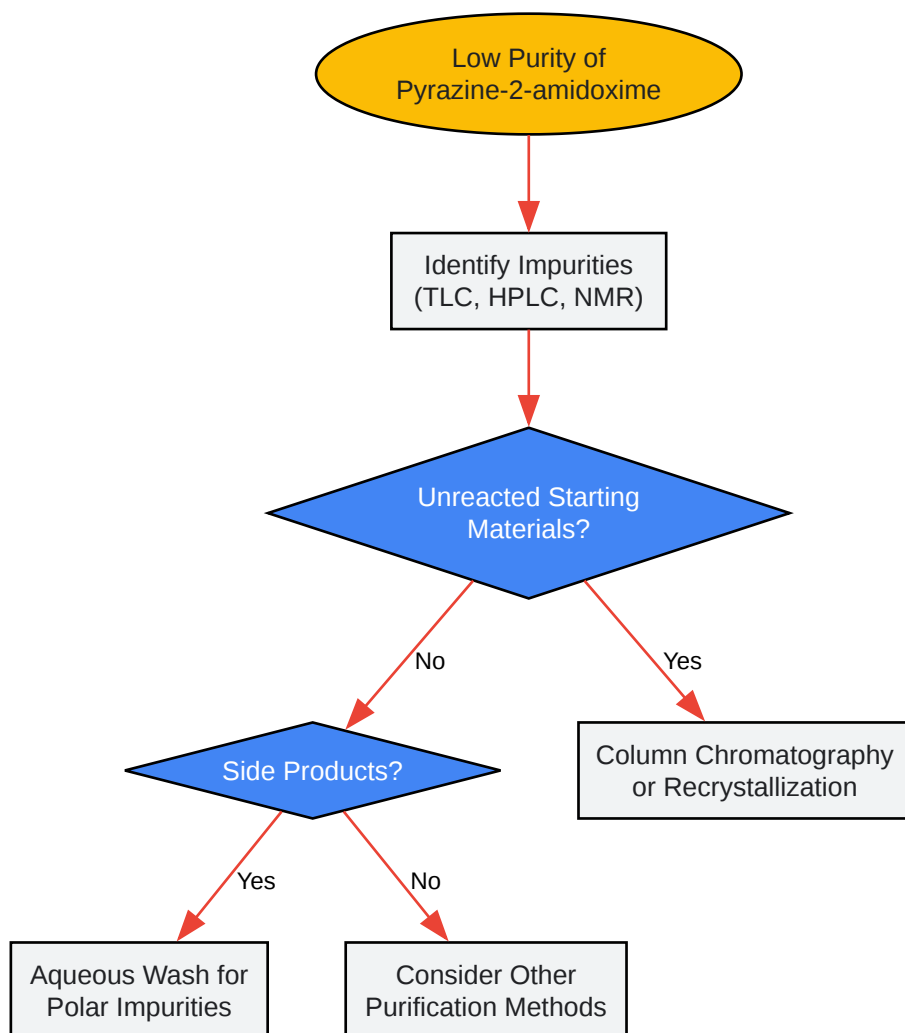 Low Purity of
Pyrazine-2-amidoxime
Identify Impurities
(TLC, HPLC, NMR)
Unreacted Starting
Materials?
No
Yes
Side Products?
Column Chromatography
or Recrystallization
Yes
No
Aqueous Wash for
Polar Impurities
Consider Other
Purification Methods